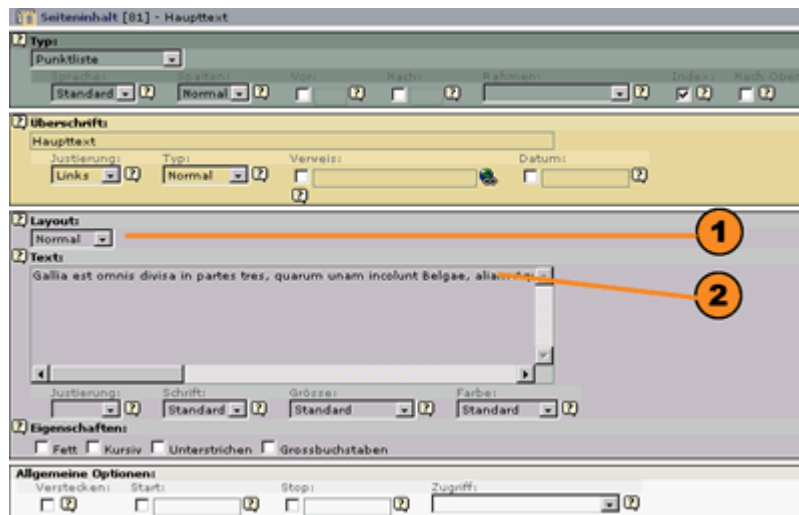 Seiteninhalt [81] - Haupttext
Typ:
Punktliste
Sprache: Spalten: Vor: Nach: Rahmen: Index: Nach Oben
Standard Normal
Überschrift:
Haupttext
Justierung: Typ: Verweis: Datum:
Links Normal
Layout:
Normal
1
Text:
Gallia est omnis divisa in partes tres, quarum unam incolunt Belgae, aliam Aqu
2
Justierung: Schrift: Grösse: Farbe:
Standard Standard Standard
Eigenschaften:
Fett Kursiv Unterstrichen Grossbuchstaben
Allgemeine Optionen:
Verstecken: Start: Stop: Zugriff: